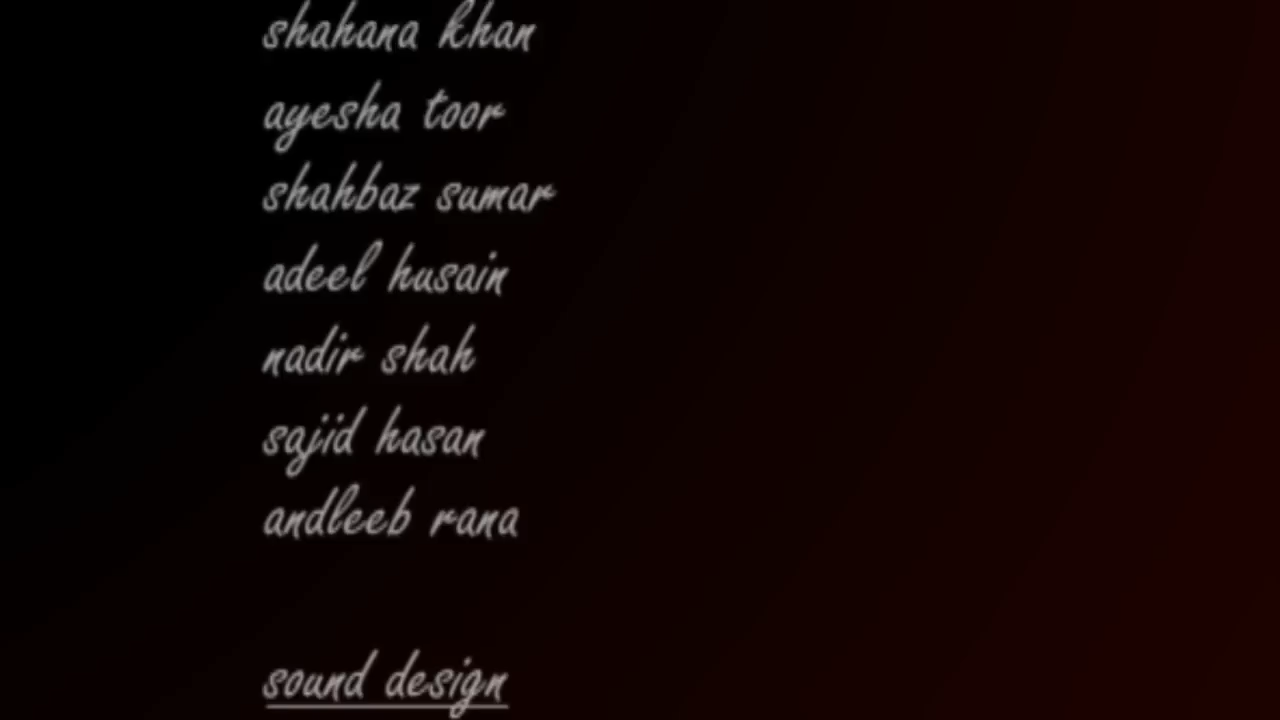 shahana khan
ayesha toor
shahbaz sumar
adeel husain
nadir shah
sajid hasan
andleeb rana
sound design